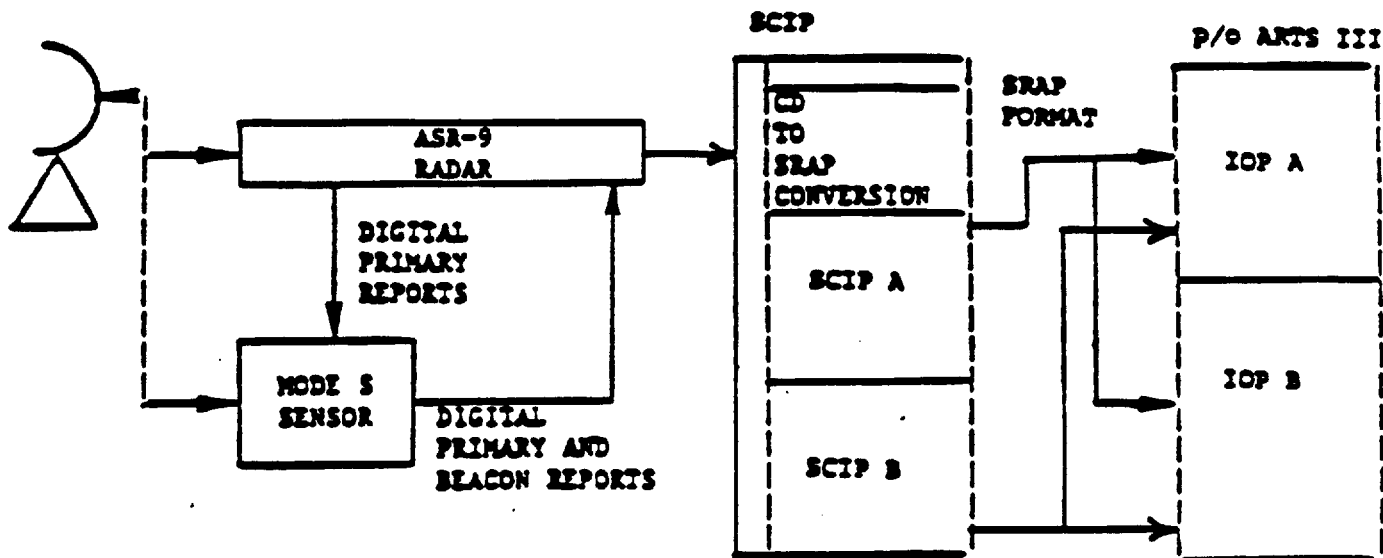 SCIP
P/O ARTS III
SRAP
FORMAT
CD
TO
SRAP
CONVERSION
ASR-9
RADAR
IOP A
DIGITAL
PRIMARY
REPORTS
SCIP A
MODE S
SENSOR
IOP B
DIGITAL
PRIMARY AND
BEACON REPORTS
SCIP B